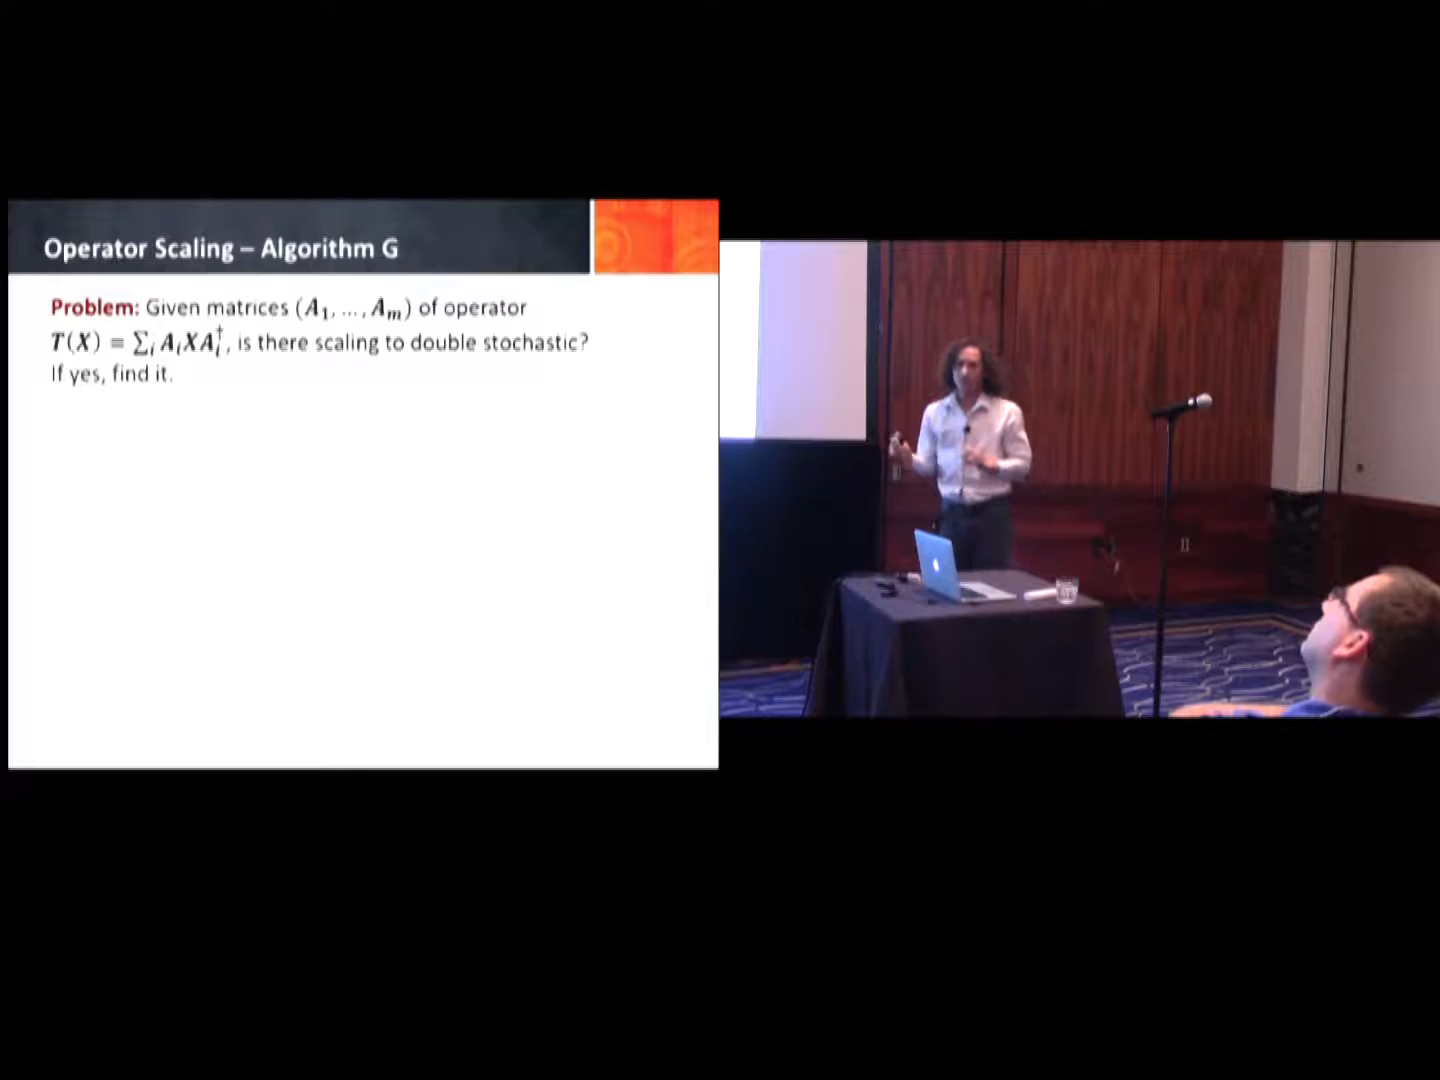 Operator Scaling – Algorithm G
Problem: Given matrices (A₁, …, Aₘ) of operator
T(X) = ∑ᵢ AᵢXAᵢ†, is there scaling to double stochastic?
If yes, find it.